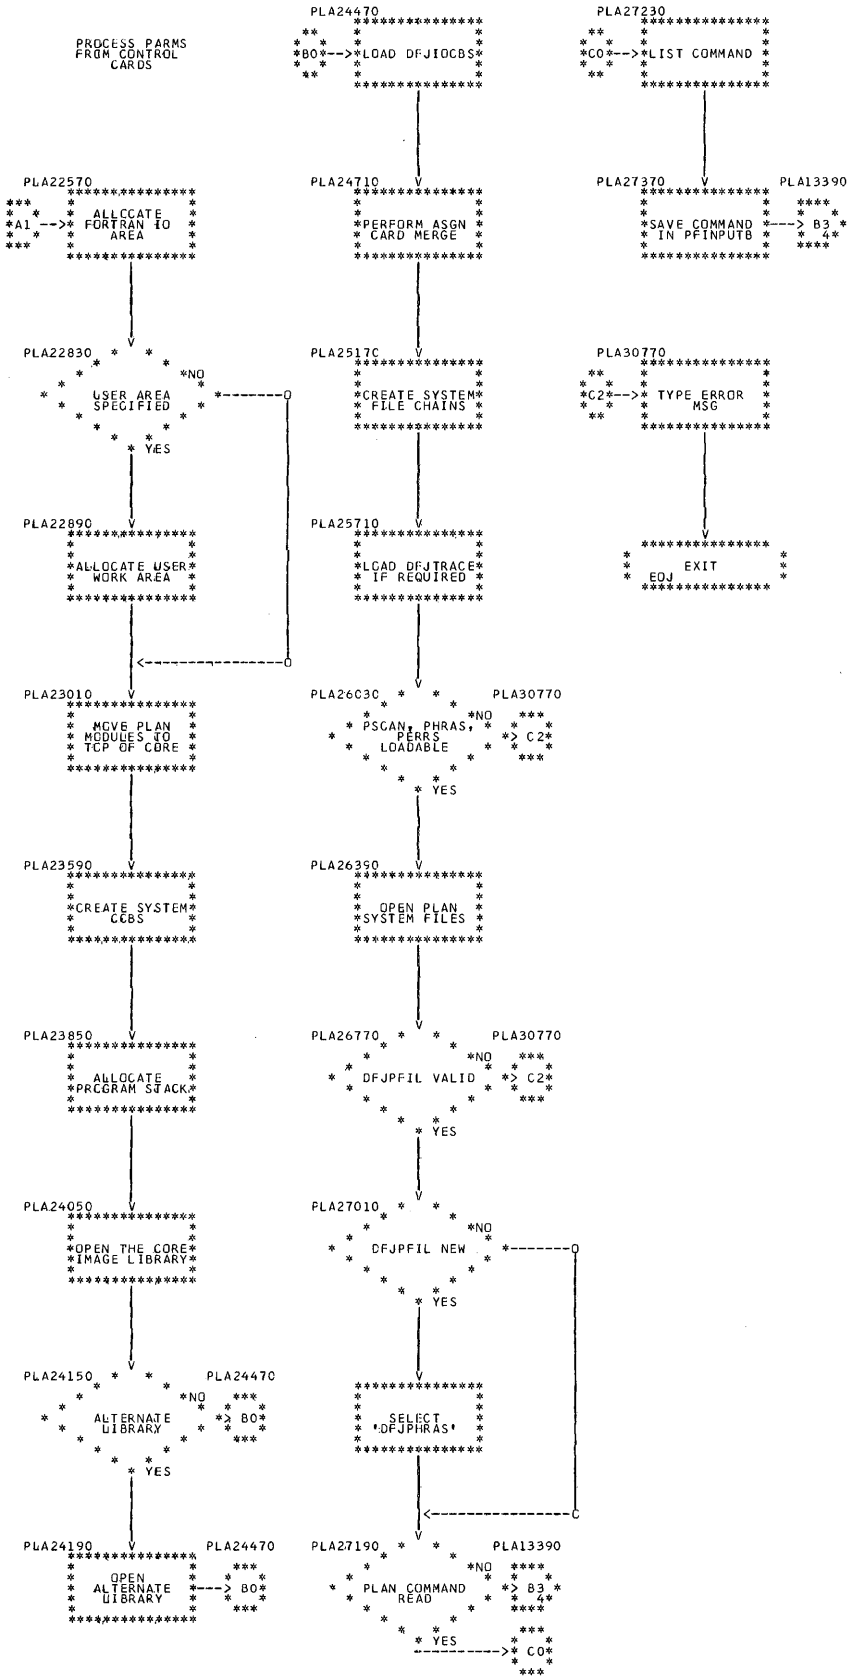 PROCESS PARMS
FROM CONTROL
CARDS
PLA22570
A1
ALLOCATE
FORTRAN IO
AREA
PLA22830
NO
USER AREA
SPECIFIED
YES
PLA22890
ALLOCATE USER
WORK AREA
PLA23010
MOVE PLAN
MODULES TO
TOP OF CORE
PLA23590
CREATE SYSTEM
CCBS
PLA23850
ALLOCATE
PROGRAM STACK
PLA24050
OPEN THE CORE
IMAGE LIBRARY
PLA24150
PLA24470
NO
ALTERNATE
LIBRARY
B0
YES
PLA24190
PLA24470
OPEN
ALTERNATE
LIBRARY
B0
PLA24470
B0
LOAD DFJIOCBS
PLA24710
PERFORM ASGN
CARD MERGE
PLA25170
CREATE SYSTEM
FILE CHAINS
PLA25710
LOAD DFJTRACE
IF REQUIRED
PLA26030
PLA30770
NO
PSCAN, PHRAS,
PERRS
LOADABLE
C2
YES
PLA26390
OPEN PLAN
SYSTEM FILES
PLA26770
PLA30770
NO
DFJPFIL VALID
C2
YES
PLA27010
NO
DFJPFIL NEW
YES
SELECT
'DFJPHRAS'
PLA27190
PLA13390
NO
PLAN COMMAND
READ
B3
4
YES
C0
PLA27230
C0
LIST COMMAND
PLA27370
PLA13390
SAVE COMMAND
IN PFINPUTB
B3
4
PLA30770
C2
TYPE ERROR
MSG
EXIT
EOJ